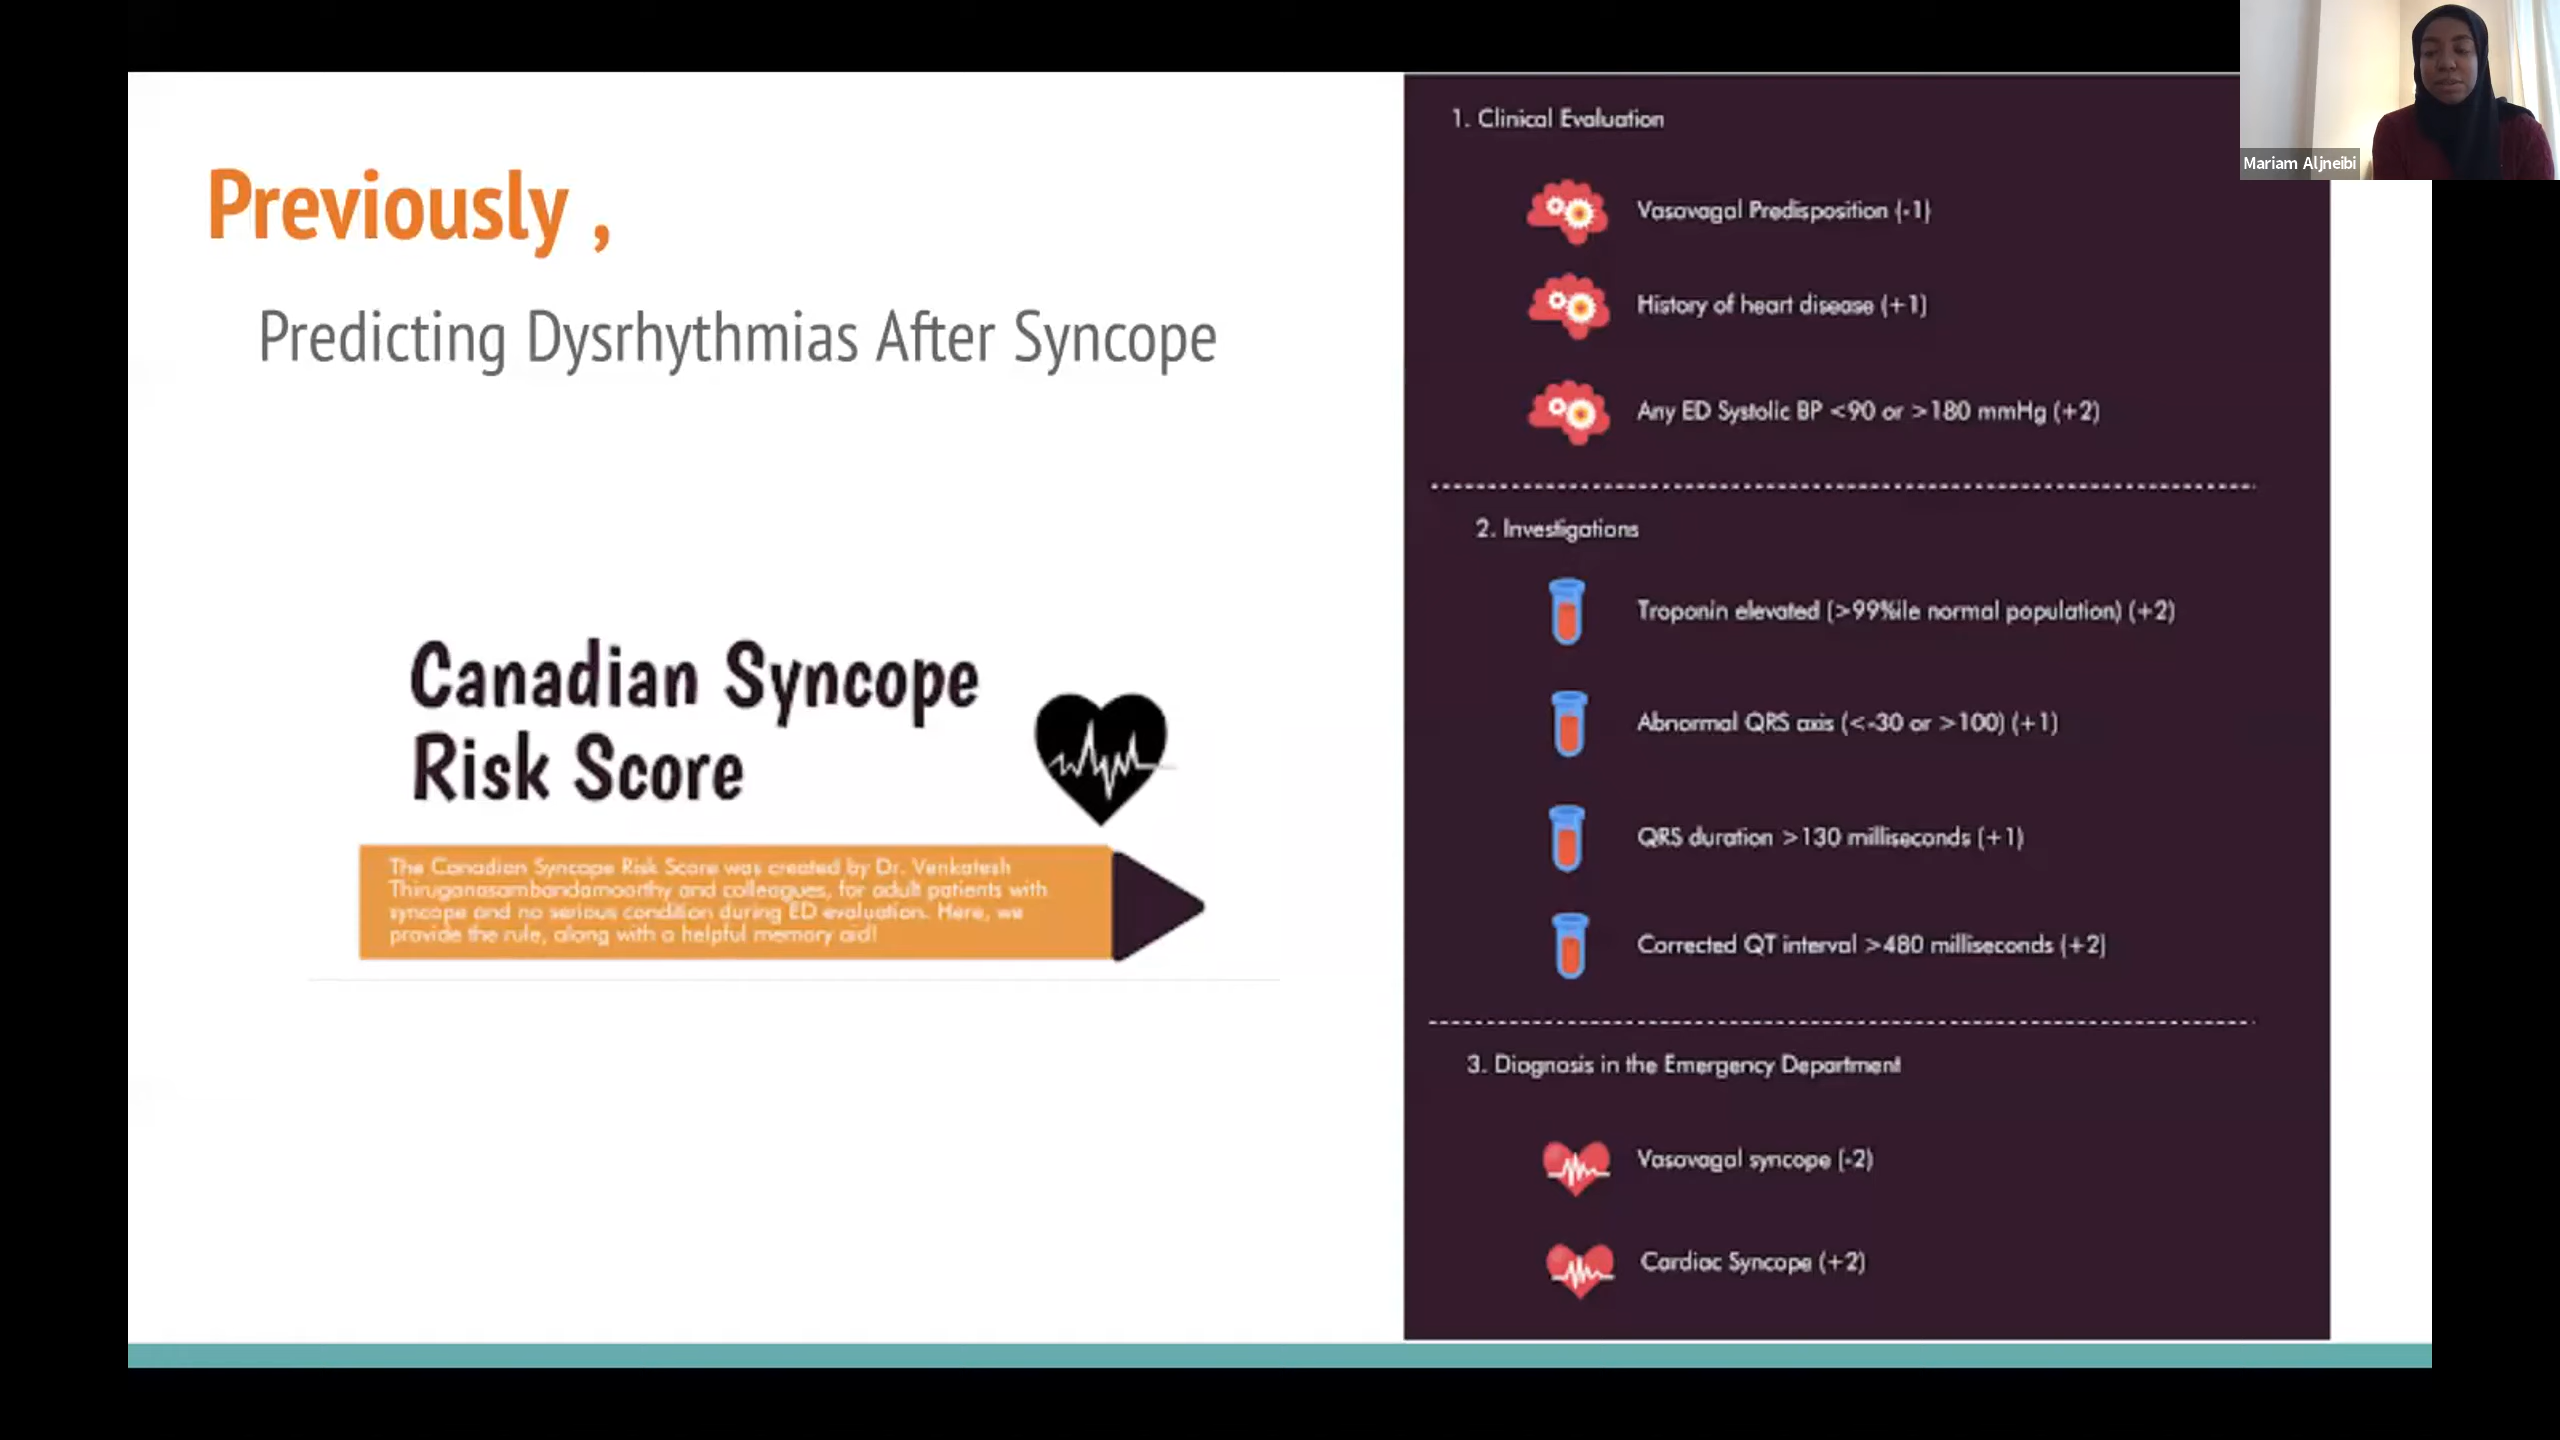 Previously ,
Predicting Dysrhythmias After Syncope
Canadian Syncope
Risk Score
The Canadian Syncope Risk Score was created by Dr. Venkatesh
Thiruganasambandamoorthy and colleagues, for adult patients with
syncope and no serious condition during ED evaluation. Here, we
provide the rule, along with a helpful memory aid!
1. Clinical Evaluation
Vasovagal Predisposition (-1)
History of heart disease (+1)
Any ED Systolic BP <90 or >180 mmHg (+2)
2. Investigations
Troponin elevated (>99%ile normal population) (+2)
Abnormal QRS axis (<-30 or >100) (+1)
QRS duration >130 milliseconds (+1)
Corrected QT interval >480 milliseconds (+2)
3. Diagnosis in the Emergency Department
Vasovagal syncope (-2)
Cardiac Syncope (+2)
Mariam Aljneibi